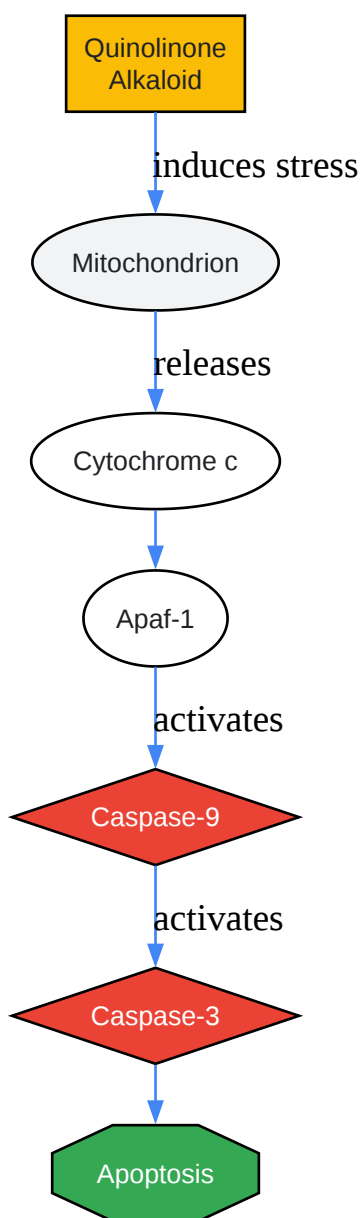 Quinolinone
Alkaloid
induces stress
Mitochondrion
releases
Cytochrome c
Apaf-1
activates
Caspase-9
activates
Caspase-3
Apoptosis